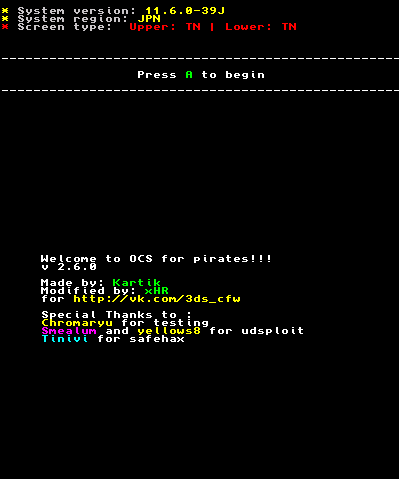 * System version: 11.6.0-39J
* System region: JPN
* Screen type:  Upper: TN | Lower: TN
Press A to begin
Welcome to OCS for pirates!!!
v 2.6.0
Made by: Kartik
Modified by: xHR
for http://vk.com/3ds_cfw
Special Thanks to :
Chromaryu for testing
Smealum and yellows8 for udsploit
Tinivi for safehax